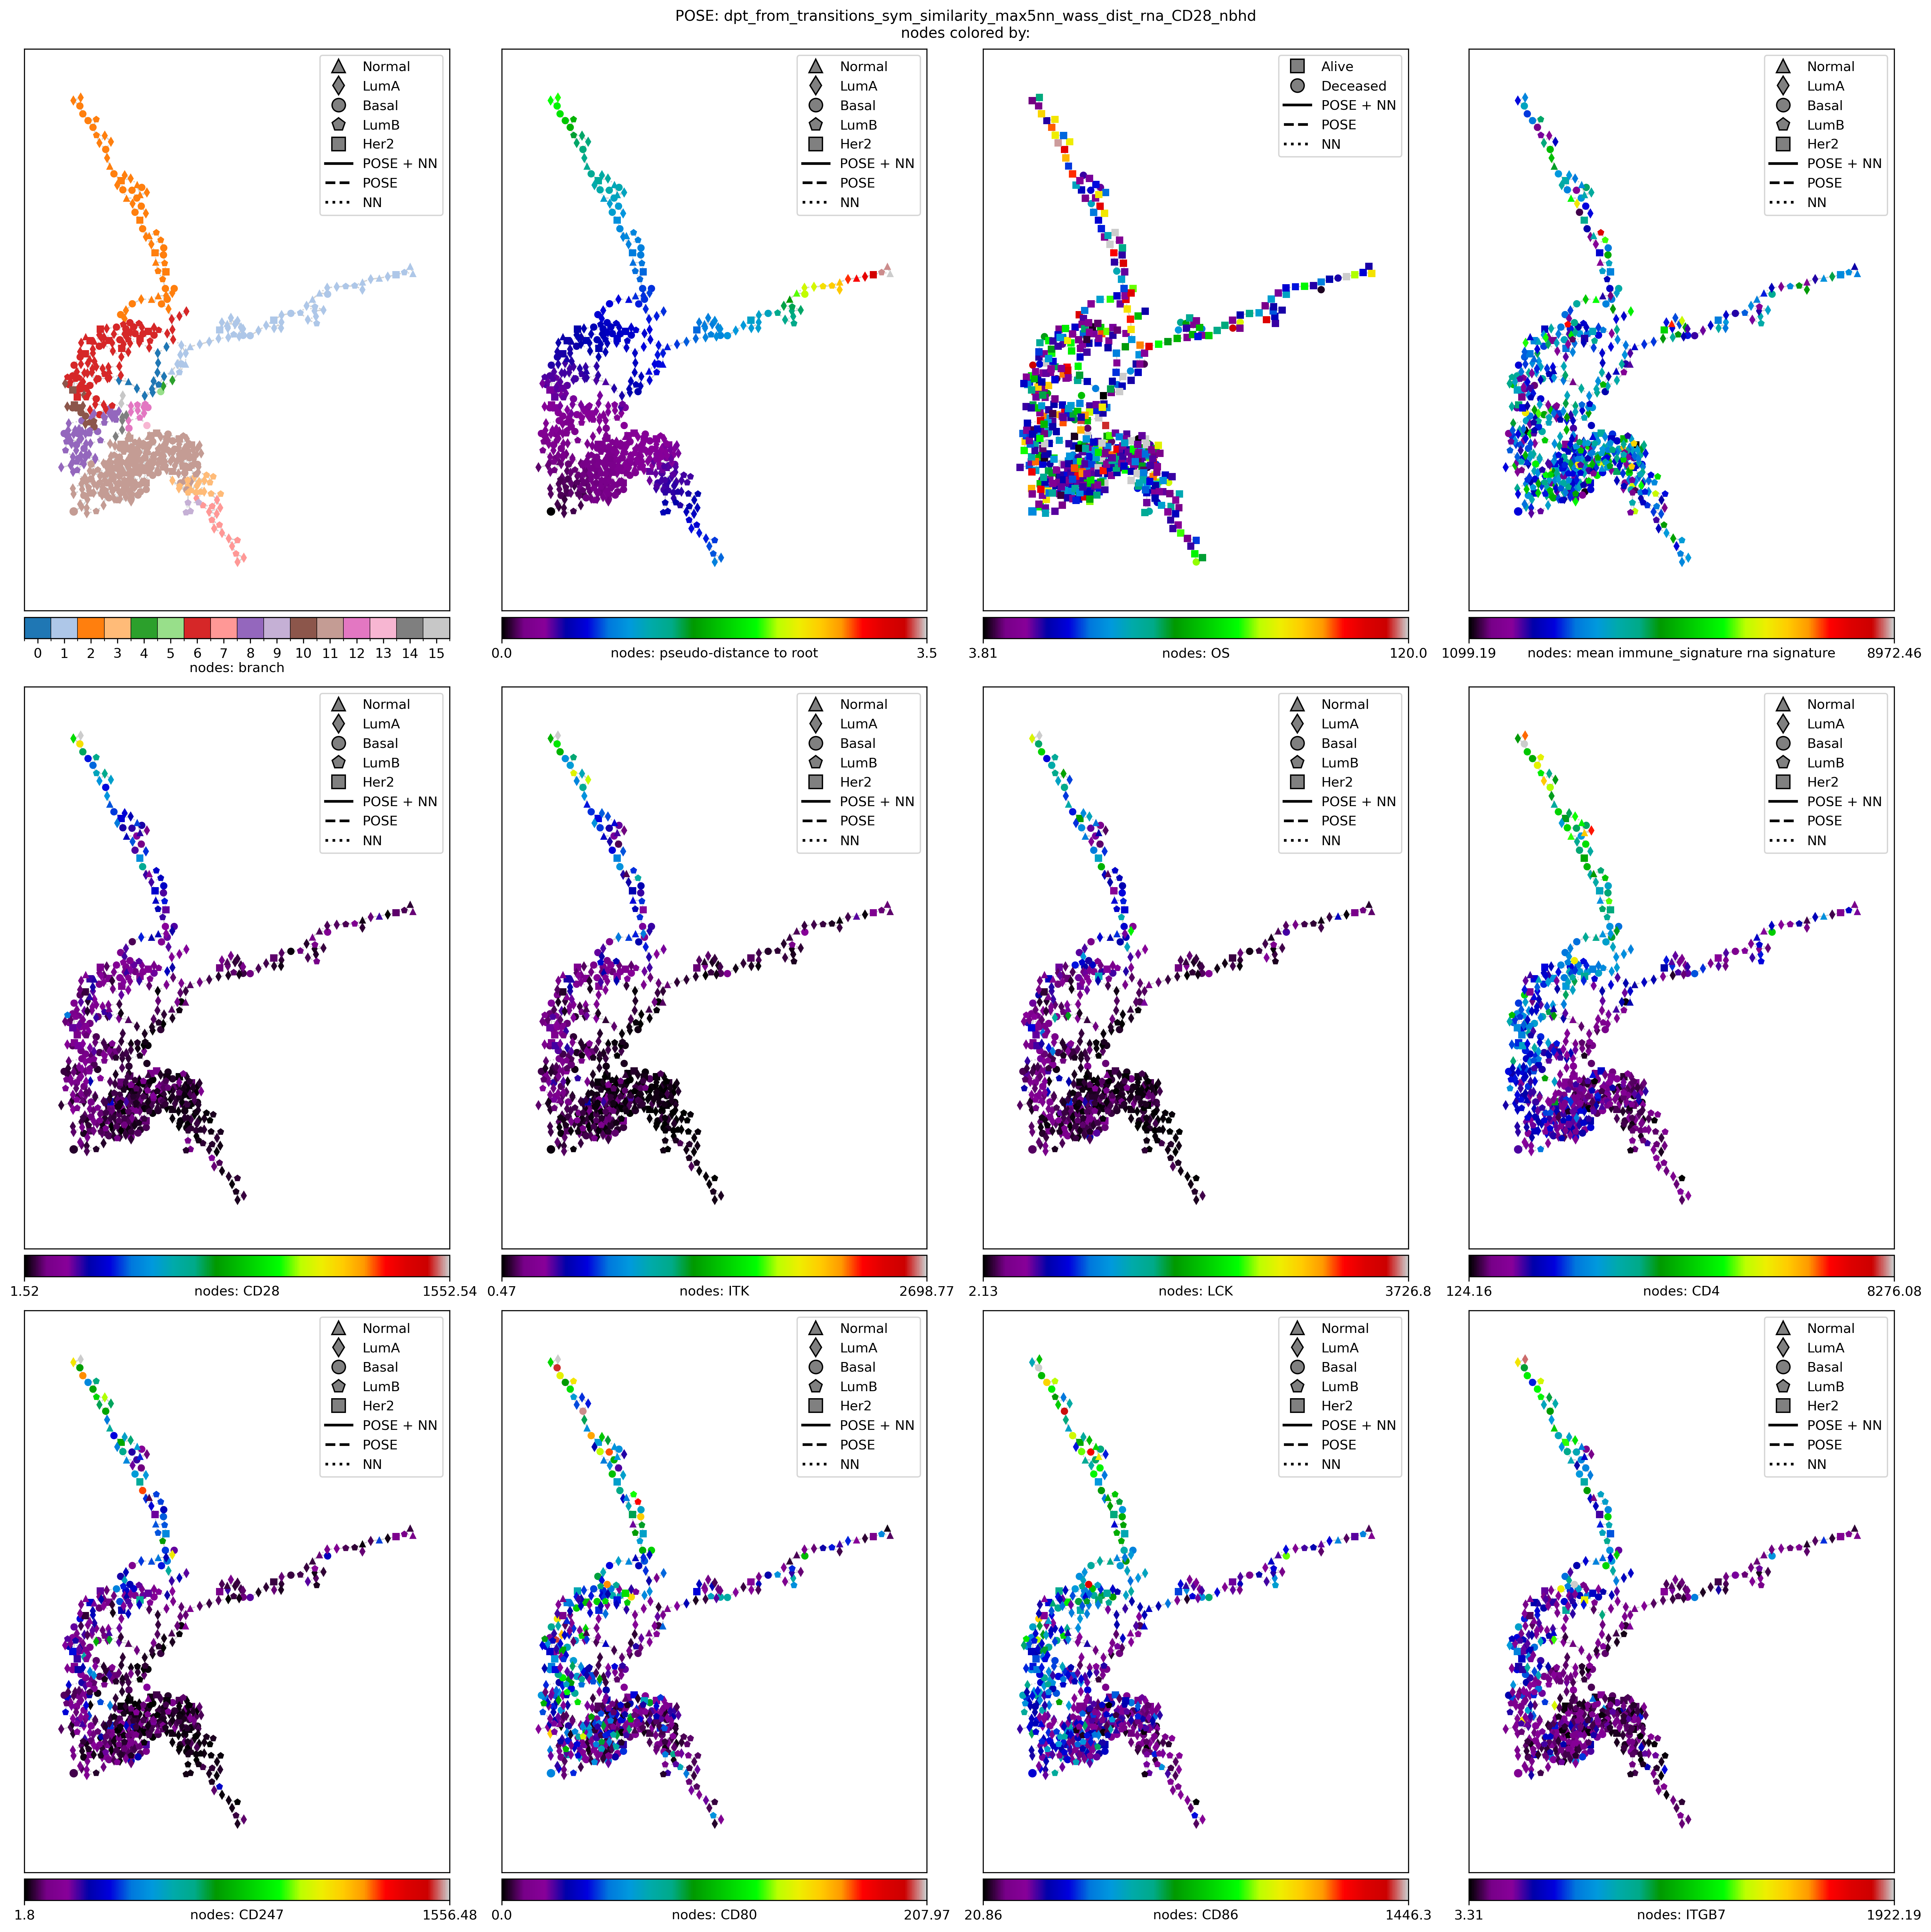 POSE: dpt_from_transitions_sym_similarity_max5nn_wass_dist_rna_CD28_nbhd
nodes colored by:
Normal
LumA
Basal
LumB
Her2
POSE + NN
POSE
NN
0 1 2 3 4 5 6 7 8 9 10 11 12 13 14 15
nodes: branch
Normal
LumA
Basal
LumB
Her2
POSE + NN
POSE
NN
0.0 nodes: pseudo-distance to root 3.5
Alive
Deceased
POSE + NN
POSE
NN
3.81 nodes: OS 120.0
Normal
LumA
Basal
LumB
Her2
POSE + NN
POSE
NN
1099.19 nodes: mean immune_signature rna signature 8972.46
Normal
LumA
Basal
LumB
Her2
POSE + NN
POSE
NN
1.52 nodes: CD28 1552.54
Normal
LumA
Basal
LumB
Her2
POSE + NN
POSE
NN
0.47 nodes: ITK 2698.77
Normal
LumA
Basal
LumB
Her2
POSE + NN
POSE
NN
2.13 nodes: LCK 3726.8
Normal
LumA
Basal
LumB
Her2
POSE + NN
POSE
NN
124.16 nodes: CD4 8276.08
Normal
LumA
Basal
LumB
Her2
POSE + NN
POSE
NN
1.8 nodes: CD247 1556.48
Normal
LumA
Basal
LumB
Her2
POSE + NN
POSE
NN
0.0 nodes: CD80 207.97
Normal
LumA
Basal
LumB
Her2
POSE + NN
POSE
NN
20.86 nodes: CD86 1446.3
Normal
LumA
Basal
LumB
Her2
POSE + NN
POSE
NN
3.31 nodes: ITGB7 1922.19